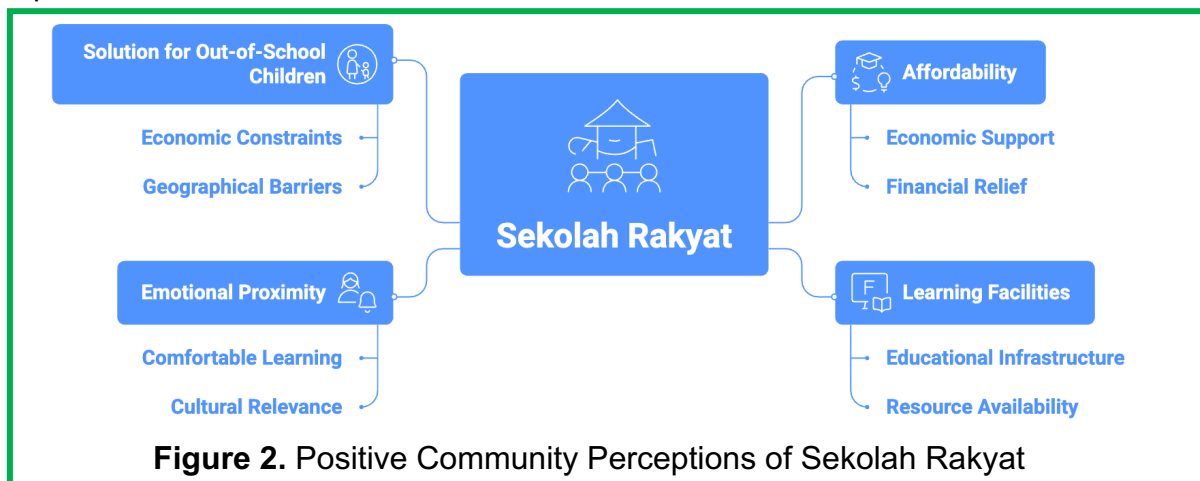 Solution for Out-of-School
Children
Economic Constraints
Geographical Barriers
Emotional Proximity
Comfortable Learning
Cultural Relevance
Sekolah Rakyat
$
Affordability
Economic Support
Financial Relief
F
Learning Facilities
Educational Infrastructure
Resource Availability
Figure 2. Positive Community Perceptions of Sekolah Rakyat